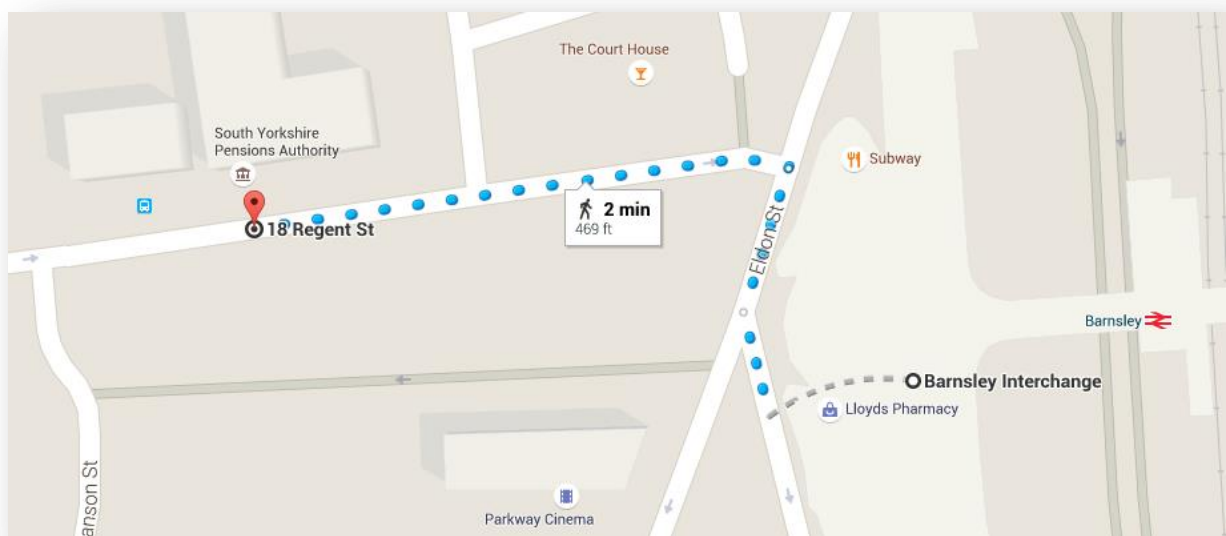 The Court House
South Yorkshire
Pensions Authority
Subway
18 Regent St
2 min
469 ft
Eldon St
Barnsley
Barnsley Interchange
Lloyds Pharmacy
anson St
Parkway Cinema